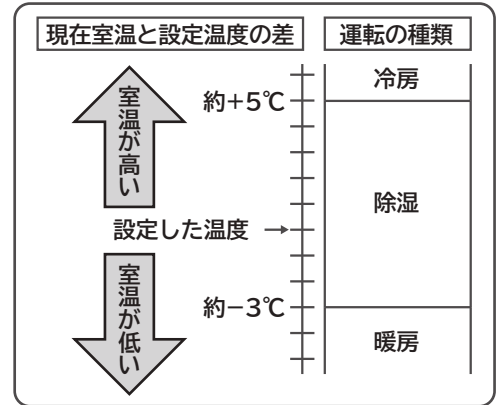 現在室温と設定温度の差
運転の種類
室温が高い
約+5℃
設定した温度 →
約−3℃
室温が低い
冷房
除湿
暖房